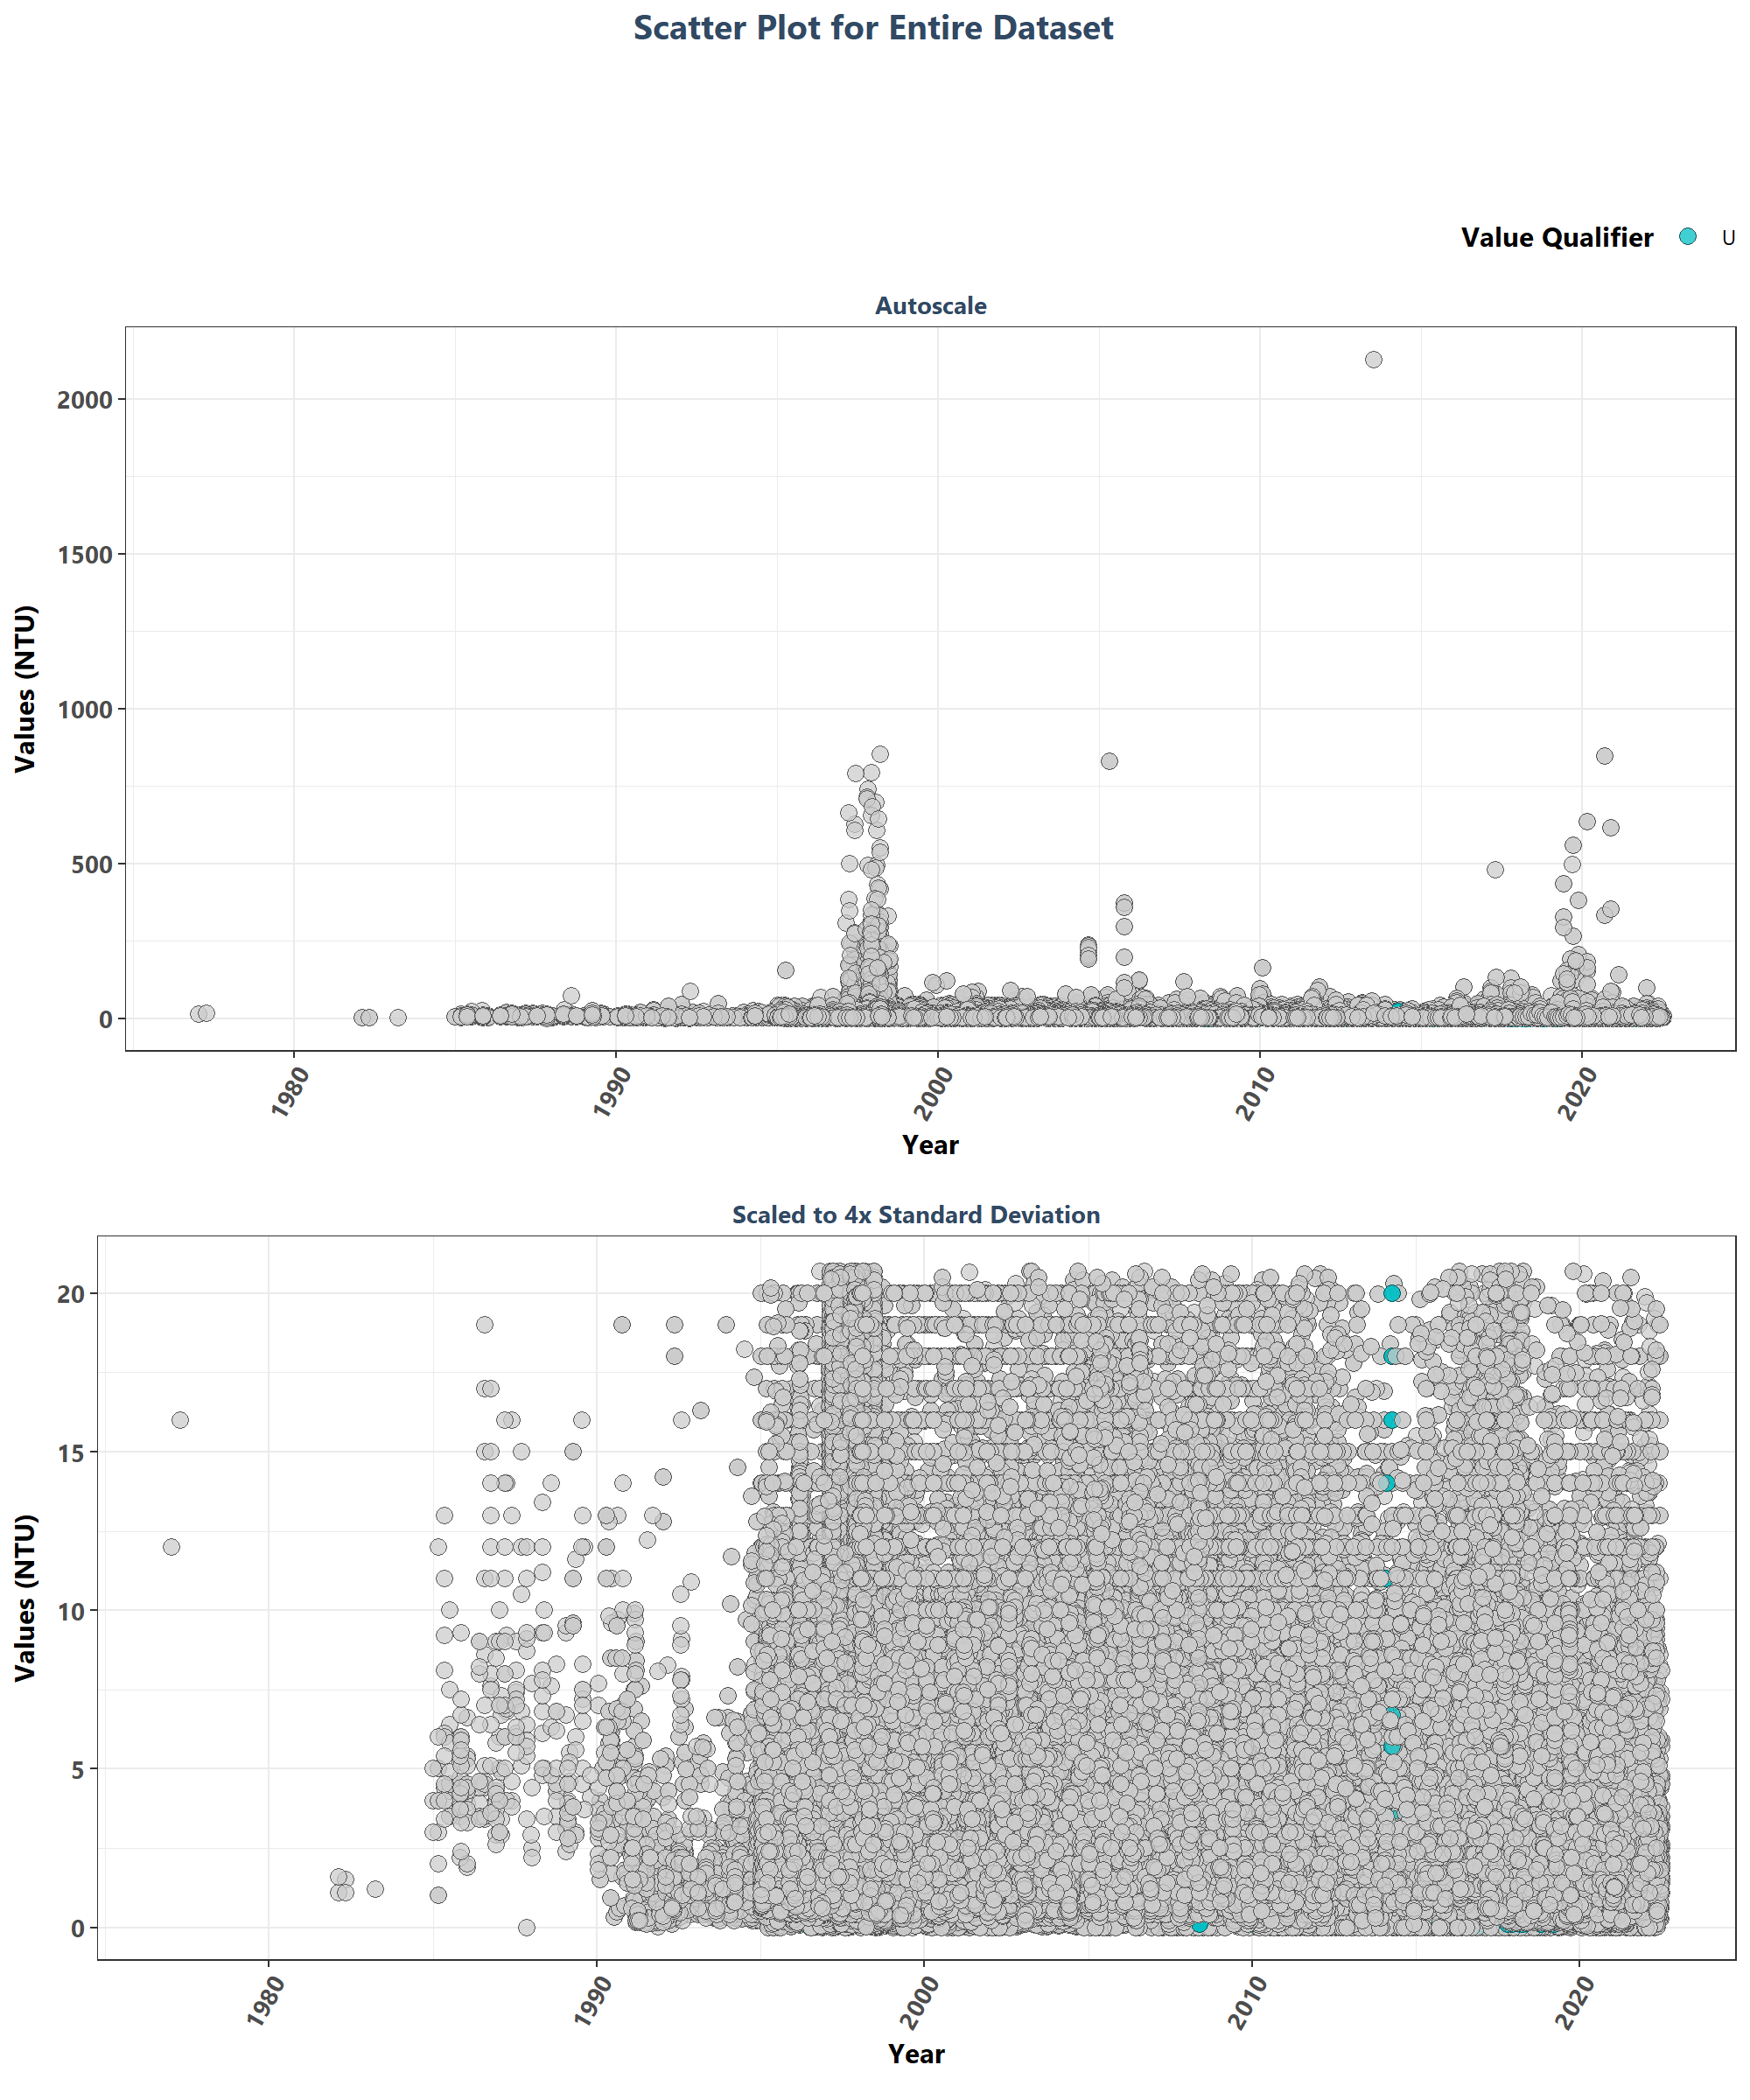 Scatter Plot for Entire Dataset
Value Qualifier U
Autoscale
2000
1500
1000
500
0
Values (NTU)
1980 1990 2000 2010 2020
Year
Scaled to 4x Standard Deviation
20
15
10
5
0
Values (NTU)
1980 1990 2000 2010 2020
Year